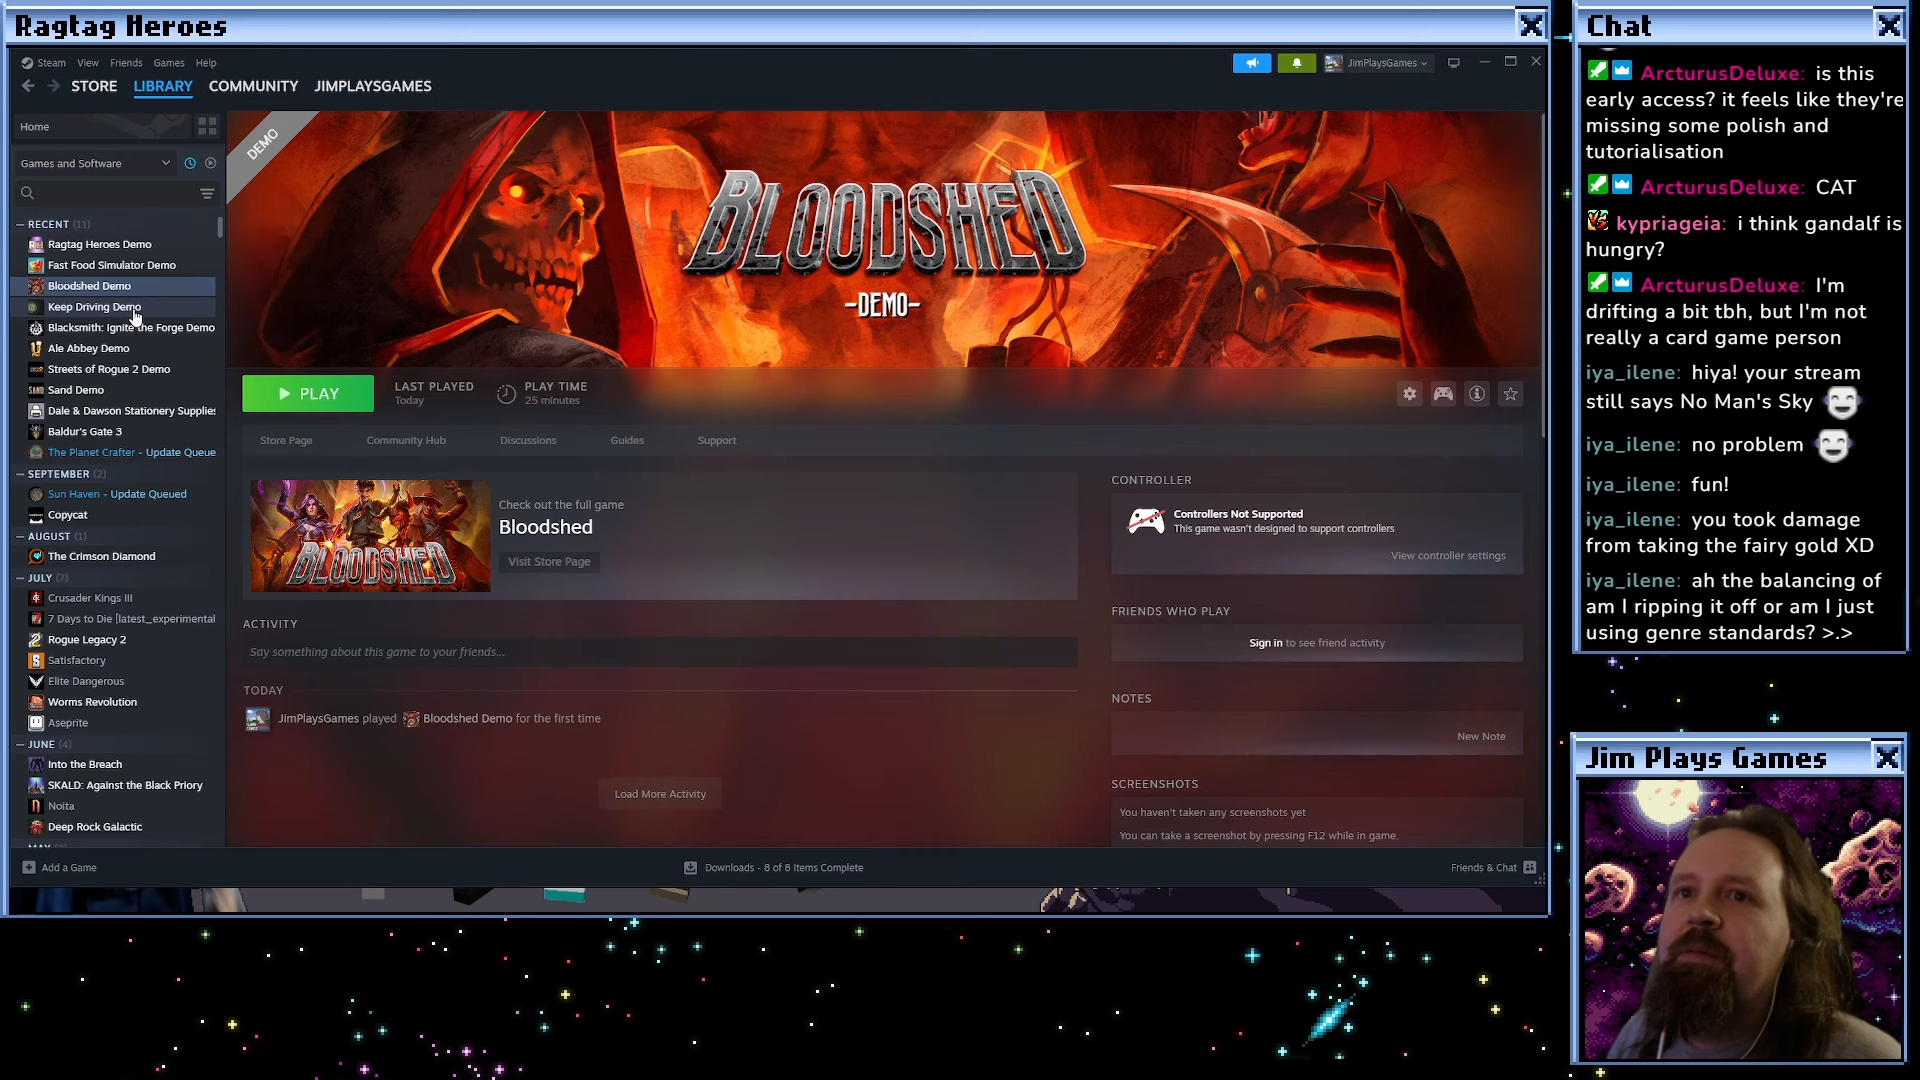 Ragtag Heroes
Steam View Friends Games Help
JimPlaysGames
STORE LIBRARY COMMUNITY JIMPLAYSGAMES
Home
Games and Software
RECENT (11)
Ragtag Heroes Demo
Fast Food Simulator Demo
Bloodshed Demo
Keep Driving Demo
Blacksmith: Ignite the Forge Demo
Ale Abbey Demo
Streets of Rogue 2 Demo
Sand Demo
Dale & Dawson Stationery Supplies
Baldur's Gate 3
The Planet Crafter - Update Queue
SEPTEMBER (2)
Sun Haven - Update Queued
Copycat
AUGUST (1)
The Crimson Diamond
JULY (7)
Crusader Kings III
7 Days to Die [latest_experimental
Rogue Legacy 2
Satisfactory
Elite Dangerous
Worms Revolution
Aseprite
JUNE (4)
Into the Breach
SKALD: Against the Black Priory
Noita
Deep Rock Galactic
Add a Game
DEMO
BLOODSHED
-DEMO-
PLAY
LAST PLAYED
Today
PLAY TIME
25 minutes
Store Page Community Hub Discussions Guides Support
BLOODSHED
Check out the full game
Bloodshed
Visit Store Page
ACTIVITY
Say something about this game to your friends...
TODAY
JimPlaysGames played Bloodshed Demo for the first time
Load More Activity
CONTROLLER
Controllers Not Supported
This game wasn't designed to support controllers
View controller settings
FRIENDS WHO PLAY
Sign in to see friend activity
NOTES
New Note
SCREENSHOTS
You haven't taken any screenshots yet
You can take a screenshot by pressing F12 while in game.
Downloads - 8 of 8 Items Complete
Friends & Chat
Chat
ArcturusDeluxe: is this
early access? it feels like they're
missing some polish and
tutorialisation
ArcturusDeluxe: CAT
kypriageia: i think gandalf is
hungry?
ArcturusDeluxe: I'm
drifting a bit tbh, but I'm not
really a card game person
iya_ilene: hiya! your stream
still says No Man's Sky
iya_ilene: no problem
iya_ilene: fun!
iya_ilene: you took damage
from taking the fairy gold XD
iya_ilene: ah the balancing of
am I ripping it off or am I just
using genre standards? >.>
Jim Plays Games